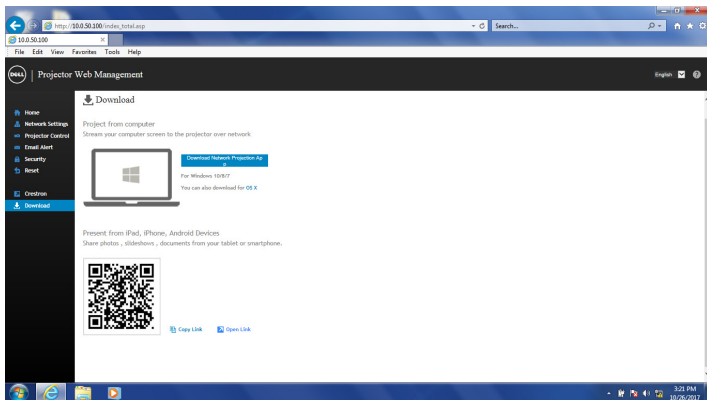 http://10.0.50.100/index_total.asp
Search...
10.0.50.100
File Edit View Favorites Tools Help
DELL
Projector Web Management
English
Home
Network Settings
Projector Control
Email Alert
Security
Reset
Crestron
Download
Download
Project from computer
Stream your computer screen to the projector over network
Download Network Projection Ap
p
For Windows 10/8/7
You can also download for OS X
Present from iPad, iPhone, Android Devices
Share photos , slideshows , documents from your tablet or smartphone.
Copy Link
Open Link
3:21 PM
10/26/2017